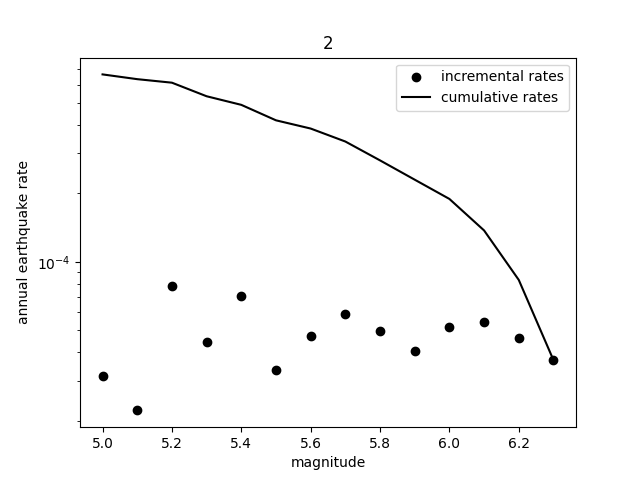 2
incremental rates
cumulative rates
annual earthquake rate
10⁻⁴
5.0 5.2 5.4 5.6 5.8 6.0 6.2
magnitude